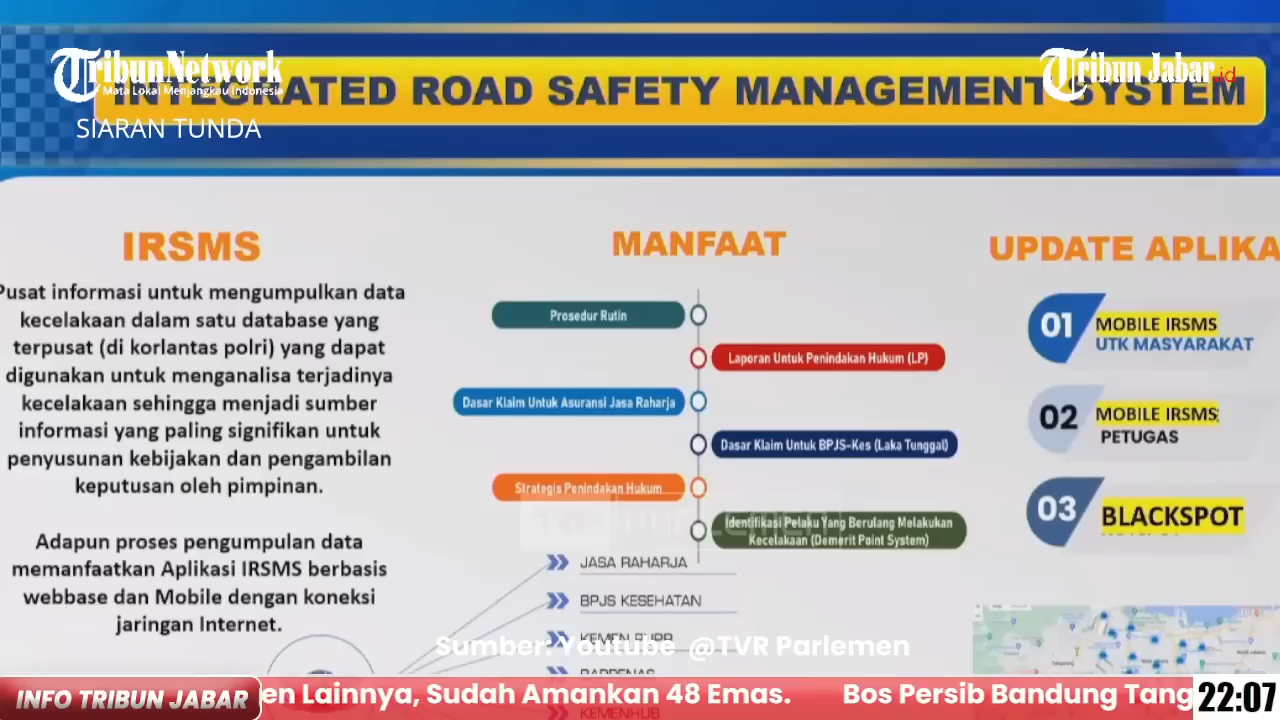 TribunNetwork
Mata Lokal Menjangkau Indonesia
SIARAN TUNDA
Tribun Jabar.id
INTEGRATED ROAD SAFETY MANAGEMENT SYSTEM
IRSMS
Pusat informasi untuk mengumpulkan data
kecelakaan dalam satu database yang
terpusat (di korlantas polri) yang dapat
digunakan untuk menganalisa terjadinya
kecelakaan sehingga menjadi sumber
informasi yang paling signifikan untuk
penyusunan kebijakan dan pengambilan
keputusan oleh pimpinan.
Adapun proses pengumpulan data
memanfaatkan Aplikasi IRSMS berbasis
webbase dan Mobile dengan koneksi
jaringan Internet.
MANFAAT
Prosedur Rutin
Laporan Untuk Penindakan Hukum (LP)
Dasar Klaim Untuk Asuransi Jasa Raharja
Dasar Klaim Untuk BPJS-Kes (Laka Tunggal)
Strategis Penindakan Hukum
Identifikasi Pelaku Yang Berulang Melakukan
Kecelakaan (Demerit Point System)
TVR PARLEMEN
JASA RAHARJA
BPJS KESEHATAN
KEMEN PUPR
BAPPENAS
KEMENHUB
UPDATE APLIKA
01
MOBILE IRSMS
UTK MASYARAKAT
02
MOBILE IRSMS;
PETUGAS
03
BLACKSPOT
Sumber: Youtube @TVR Parlemen
INFO TRIBUN JABAR
en Lainnya, Sudah Amankan 48 Emas. Bos Persib Bandung Tang
22:07